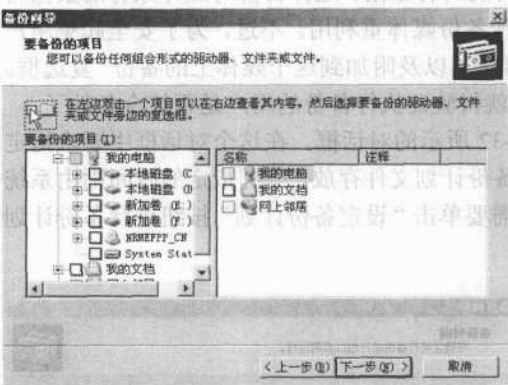 备份向导
要备份的项目
您可以备份任何组合形式的驱动器、文件夹或文件。
在左边双击一个项目可以在右边查看其内容。然后选择要备份的驱动器、文件
夹或文件旁边的复选框。
要备份的项目(I)
我的电脑
本地磁盘 (C
本地磁盘 (D
新加卷 (E:)
新加卷 (F:)
NRMEFPP_CN
System Stat
我的文档
名称
注释
我的电脑
我的文档
网上邻居
< 上一步(B)
下一步(N) >
取消